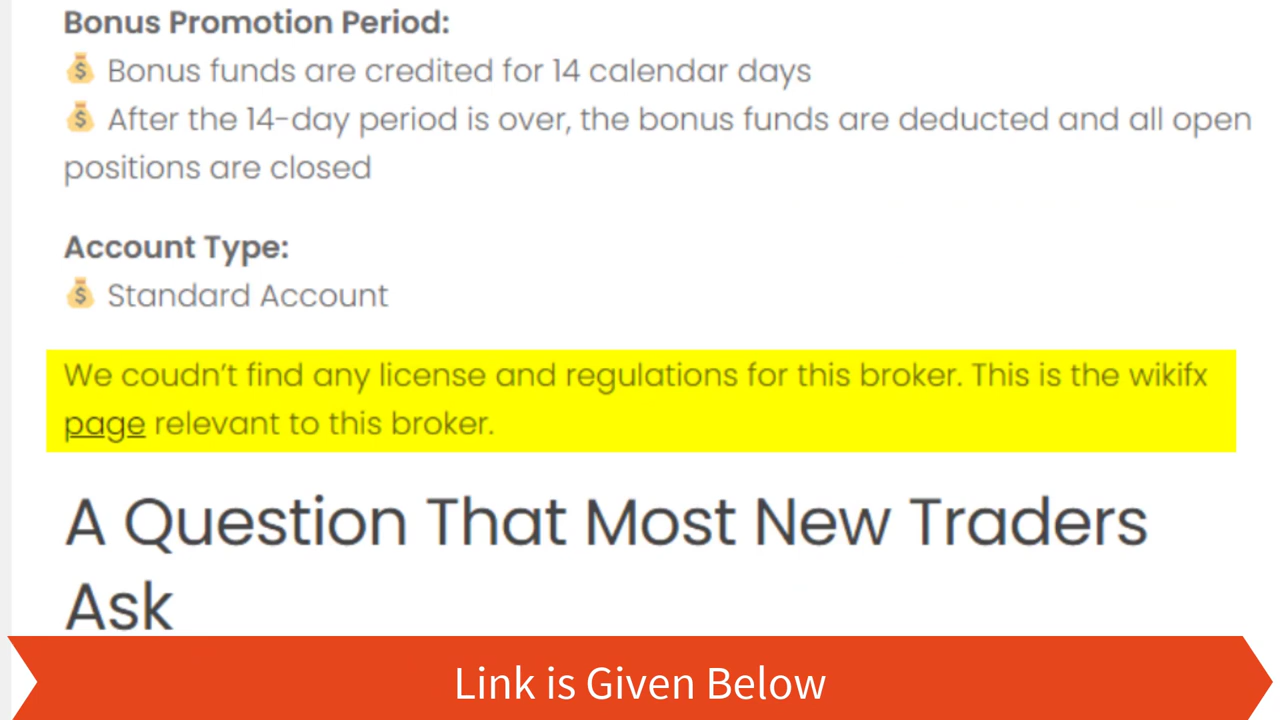 Bonus Promotion Period:
💰 Bonus funds are credited for 14 calendar days
💰 After the 14-day period is over, the bonus funds are deducted and all open
positions are closed
Account Type:
💰 Standard Account
We coudn’t find any license and regulations for this broker. This is the wikifx
page relevant to this broker.
A Question That Most New Traders
Ask
Link is Given Below